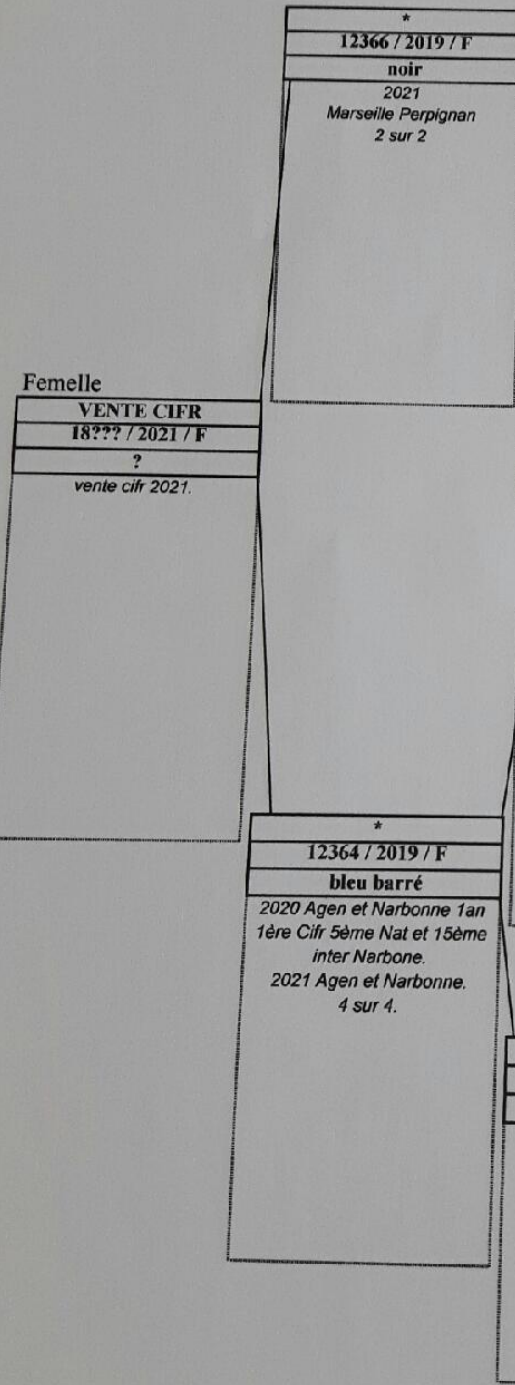 *
12366 / 2019 / F
noir
2021
Marseille Perpignan
2 sur 2
Femelle
VENTE CIFR
18??? / 2021 / F
?
vente cifr 2021.
*
12364 / 2019 / F
bleu barré
2020 Agen et Narbonne 1an
1ère Cifr 5ème Nat et 15ème
inter Narbone.
2021 Agen et Narbonne.
4 sur 4.